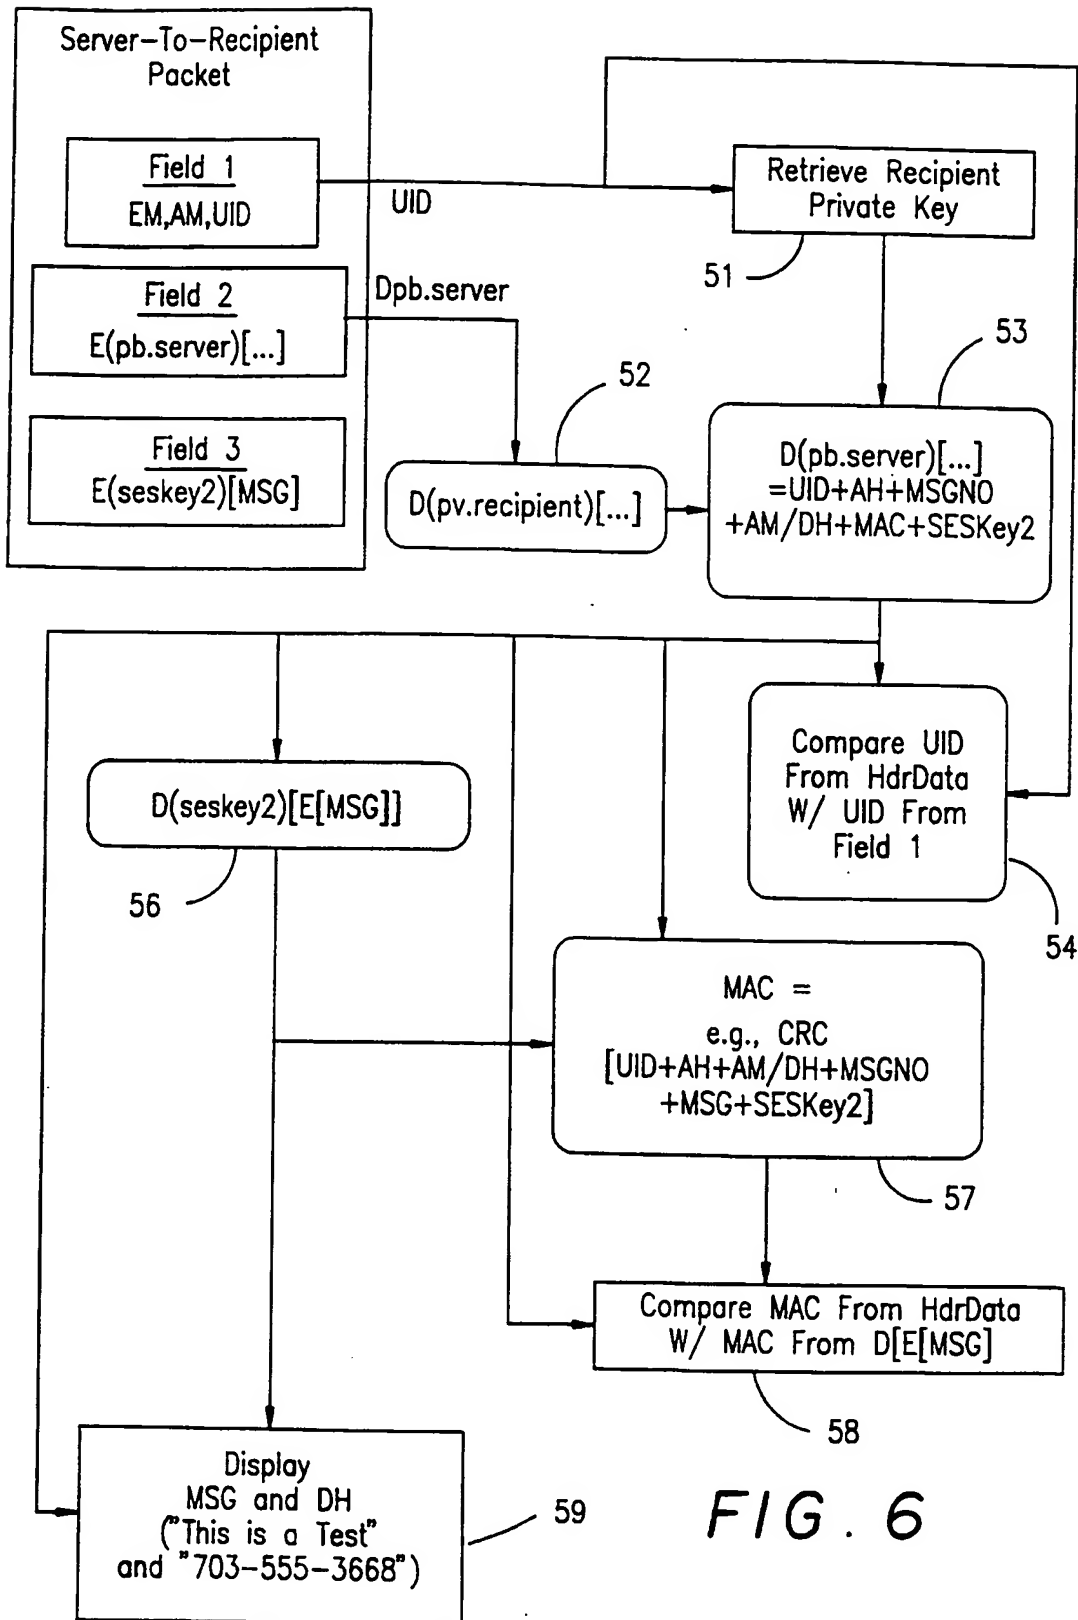 Server-To-Recipient
Packet
Field 1
EM,AM,UID
UID
Retrieve Recipient
Private Key
51
Field 2
E(pb.server)[...]
Dpb.server
52
53
Field 3
E(seskey2)[MSG]
D(pv.recipient)[...]
D(pb.server)[...]
=UID+AH+MSGNO
+AM/DH+MAC+SESKey2
Compare UID
From HdrData
W/ UID From
Field 1
54
D(seskey2)[E[MSG]]
56
MAC =
e.g., CRC
[UID+AH+AM/DH+MSGNO
+MSG+SESKey2]
57
Compare MAC From HdrData
W/ MAC From D[E[MSG]
58
Display
MSG and DH
("This is a Test"
and "703-555-3668")
59
FIG. 6